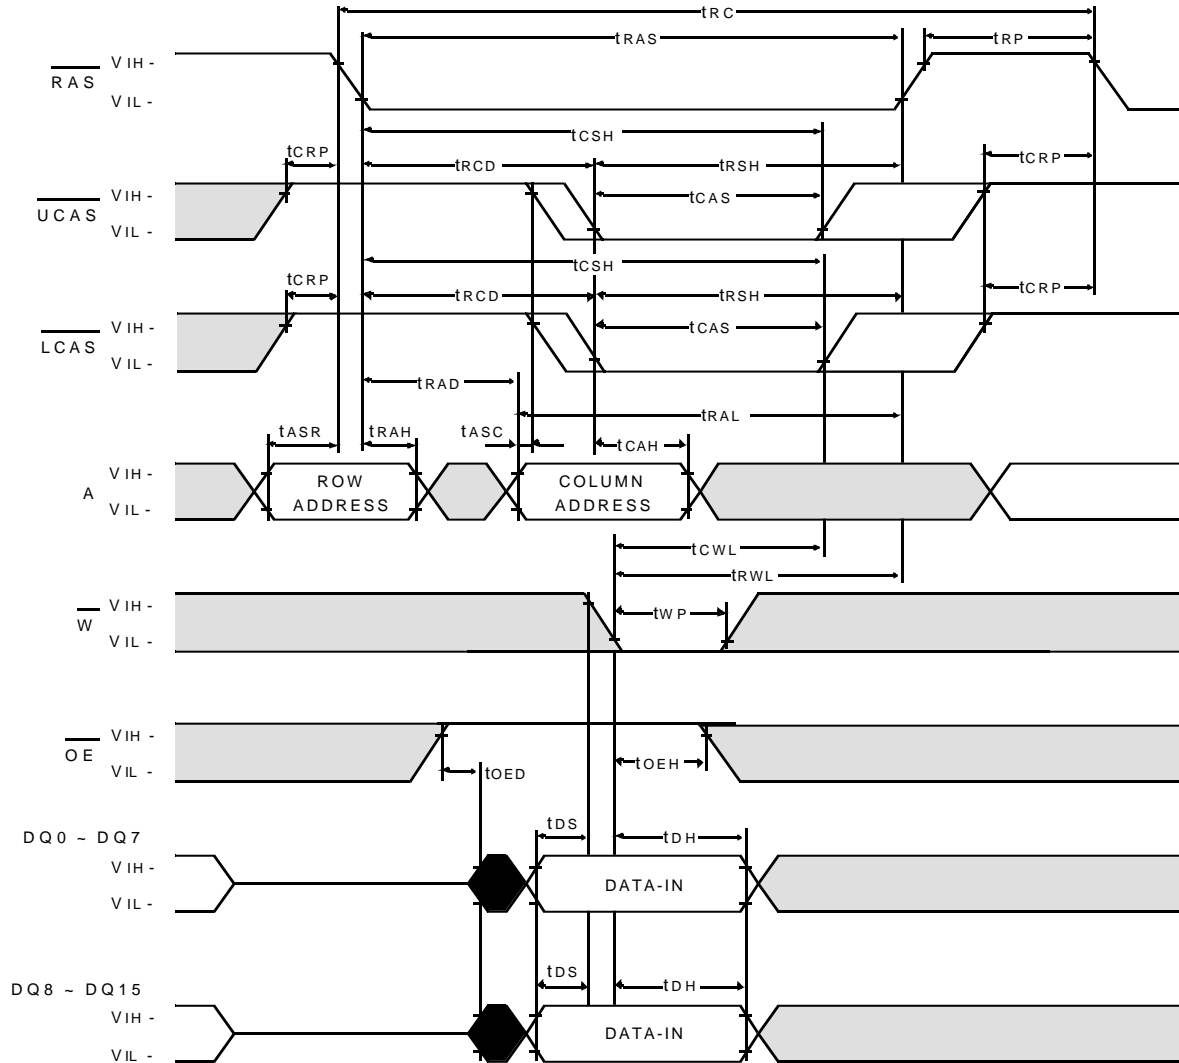 tRC
tRAS
tRP
RAS
VIH -
VIL -
tCSH
tCRP
tRCD
tRSH
tCRP
UCAS
VIH -
tCAS
VIL -
tCSH
tCRP
tRCD
tRSH
tCRP
LCAS
VIH -
tCAS
VIL -
tRAD
tRAL
tASR
tRAH
tASC
tCAH
A
VIH -
VIL -
ROW
ADDRESS
COLUMN
ADDRESS
tCWL
tRWL
W
VIH -
VIL -
tWP
OE
VIH -
VIL -
tOED
tOEH
DQ0 ~ DQ7
tDS
tDH
VIH -
VIL -
DATA-IN
DQ8 ~ DQ15
tDS
tDH
VIH -
VIL -
DATA-IN